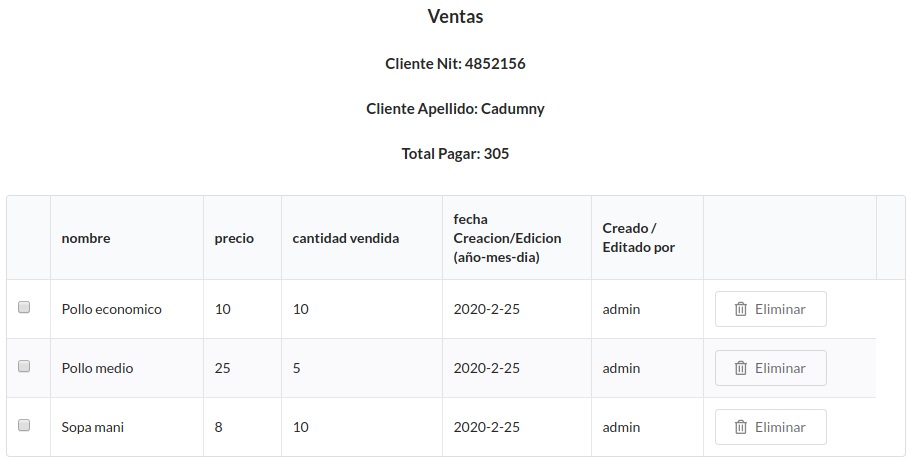 Ventas
Cliente Nit: 4852156
Cliente Apellido: Cadumny
Total Pagar: 305
nombre precio cantidad vendida fecha Creacion/Edicion (año-mes-dia) Creado / Editado por
Pollo economico 10 10 2020-2-25 admin Eliminar
Pollo medio 25 5 2020-2-25 admin Eliminar
Sopa mani 8 10 2020-2-25 admin Eliminar